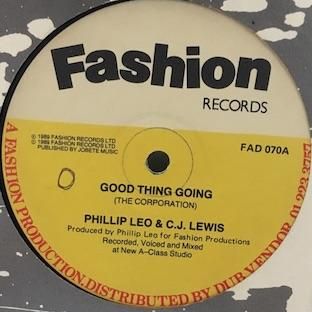 Fashion
RECORDS
℗ 1989 FASHION RECORDS LTD
© 1989 FASHION RECORDS LTD
PUBLISHED BY JOBETE MUSIC
FAD 070A
GOOD THING GOING
(THE CORPORATION)
PHILLIP LEO & C.J. LEWIS
Produced by Phillip Leo for Fashion Productions
Recorded, Voiced and Mixed
at New A-Class Studio
A FASHION PRODUCTION. DISTRIBUTED BY DUB VENDOR 01 223 3757